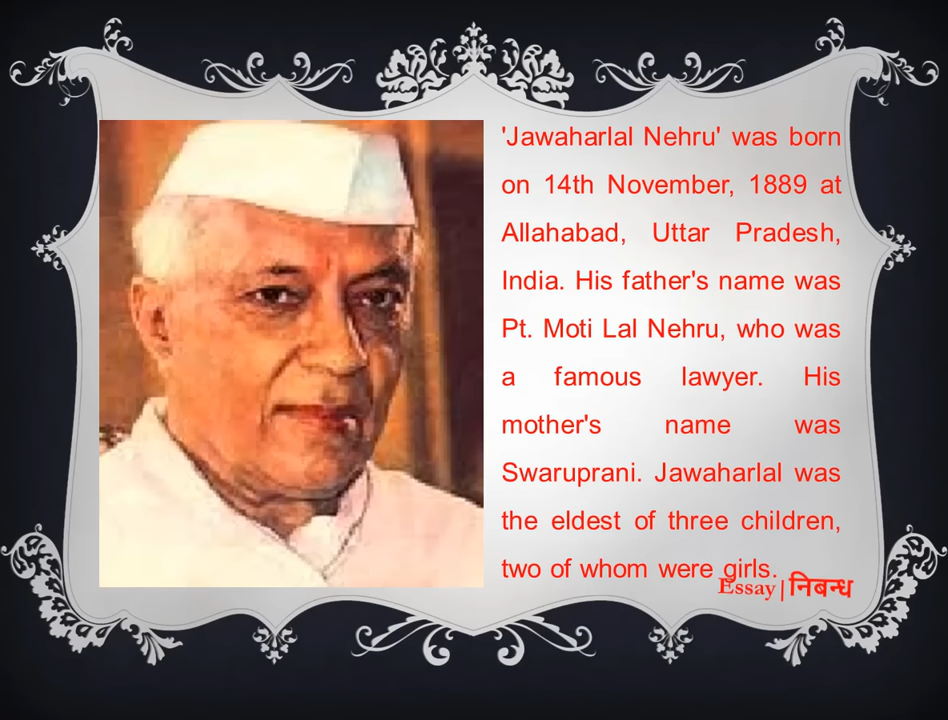 'Jawaharlal Nehru' was born
on 14th November, 1889 at
Allahabad, Uttar Pradesh,
India. His father's name was
Pt. Moti Lal Nehru, who was
a famous lawyer. His
mother's name was
Swaruprani. Jawaharlal was
the eldest of three children,
two of whom were girls.
Essay|निबन्ध